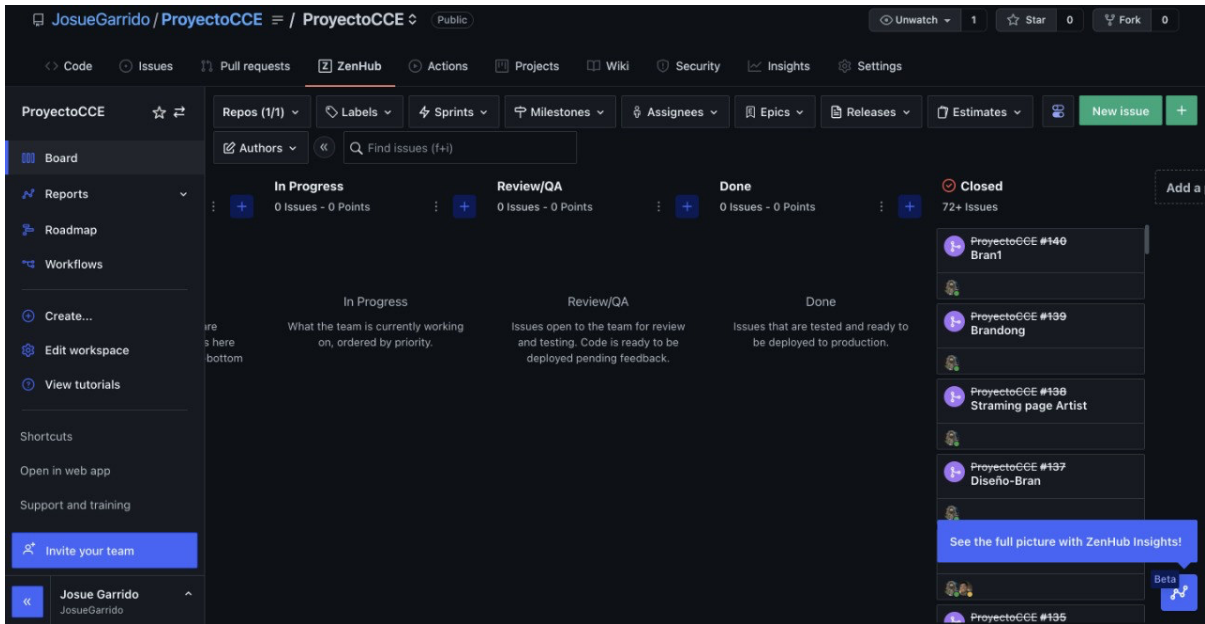 JosueGarrido / ProyectoCCE = / ProyectoCCE Public
Unwatch 1 Star 0 Fork 0
<> Code Issues Pull requests Z ZenHub Actions Projects Wiki Security Insights Settings
ProyectoCCE
Repos (1/1) Labels Sprints Milestones Assignees Epics Releases Estimates New issue +
Authors « Find issues (f+i)
Board
Reports
Roadmap
Workflows
Create...
Edit workspace
View tutorials
Shortcuts
Open in web app
Support and training
Invite your team
« Josue Garrido
JosueGarrido
In Progress
0 Issues - 0 Points
In Progress
What the team is currently working
on, ordered by priority.
Review/QA
0 Issues - 0 Points
Review/QA
Issues open to the team for review
and testing. Code is ready to be
deployed pending feedback.
Done
0 Issues - 0 Points
Done
Issues that are tested and ready to
be deployed to production.
Closed
72+ Issues
ProyectoCCE #140
Bran1
ProyectoCCE #139
Brandong
ProyectoCCE #138
Straming page Artist
ProyectoCCE #137
Diseño-Bran
See the full picture with ZenHub Insights!
Beta
ProyectoCCE #135
Add a
s here
bottom